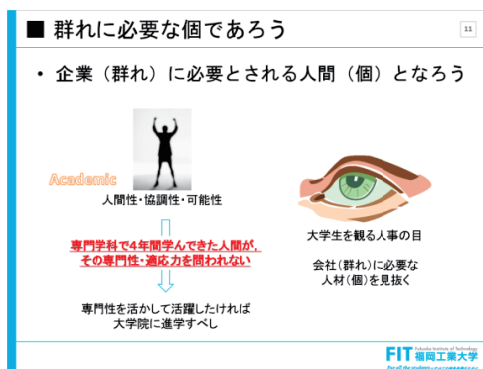 ■ 群れに必要な個であろう
11
• 企業（群れ）に必要とされる人間（個）となろう
Academic
人間性・協調性・可能性
専門学科で4年間学んできた人間が，
その専門性・適応力を問われない
専門性を活かして活躍したければ
大学院に進学すべし
大学生を観る人事の目
会社（群れ）に必要な
人材（個）を見抜く
Fukuoka Institute of Technology
FIT 福岡工業大学
For all the students